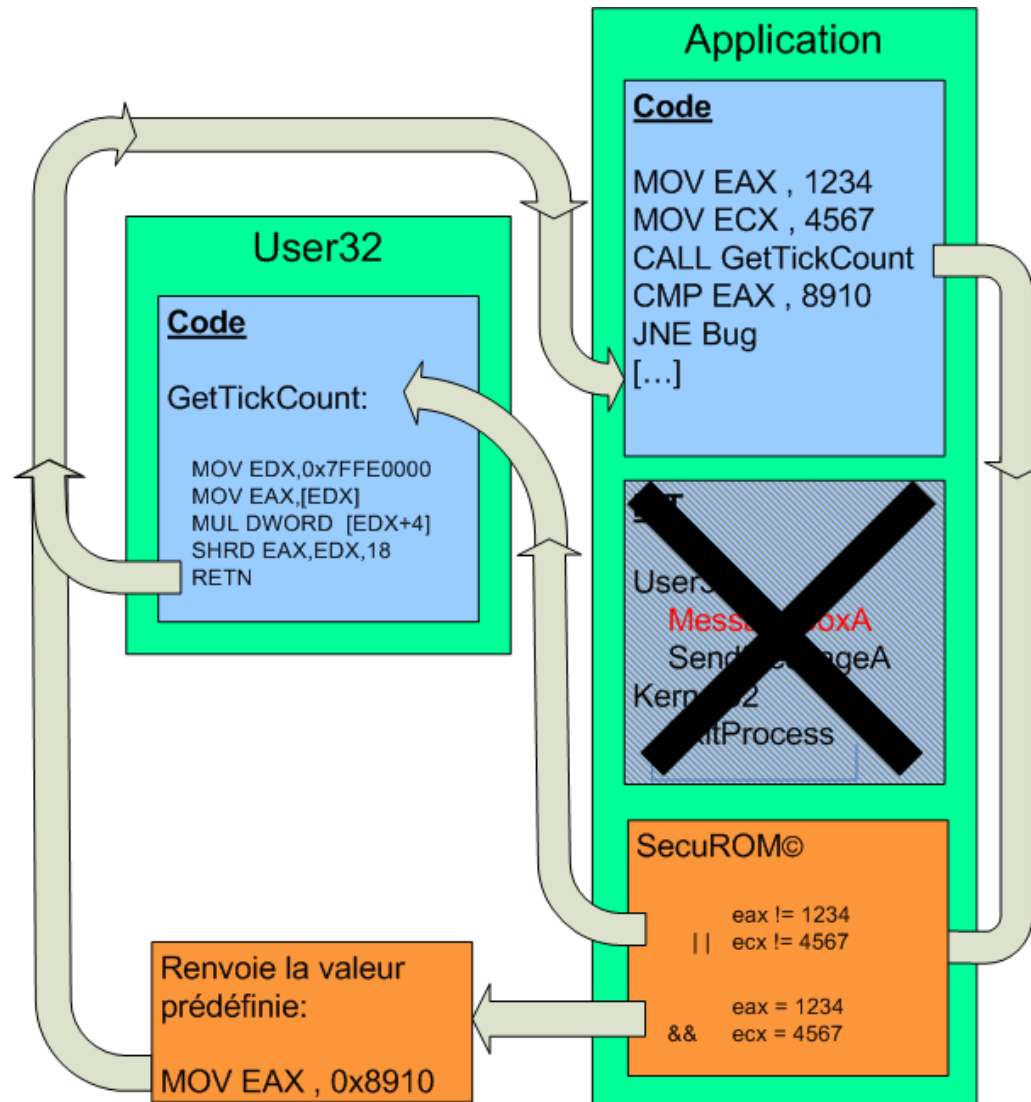 Application
Code
MOV EAX , 1234
MOV ECX , 4567
CALL GetTickCount
CMP EAX , 8910
JNE Bug
[...]
User32
Code
GetTickCount:
MOV EDX,0x7FFE0000
MOV EAX,[EDX]
MUL DWORD [EDX+4]
SHRD EAX,EDX,18
RETN
SecuROM©
eax != 1234
|| ecx != 4567
eax = 1234
&& ecx = 4567
Renvoie la valeur
prédéfinie:
MOV EAX , 0x8910